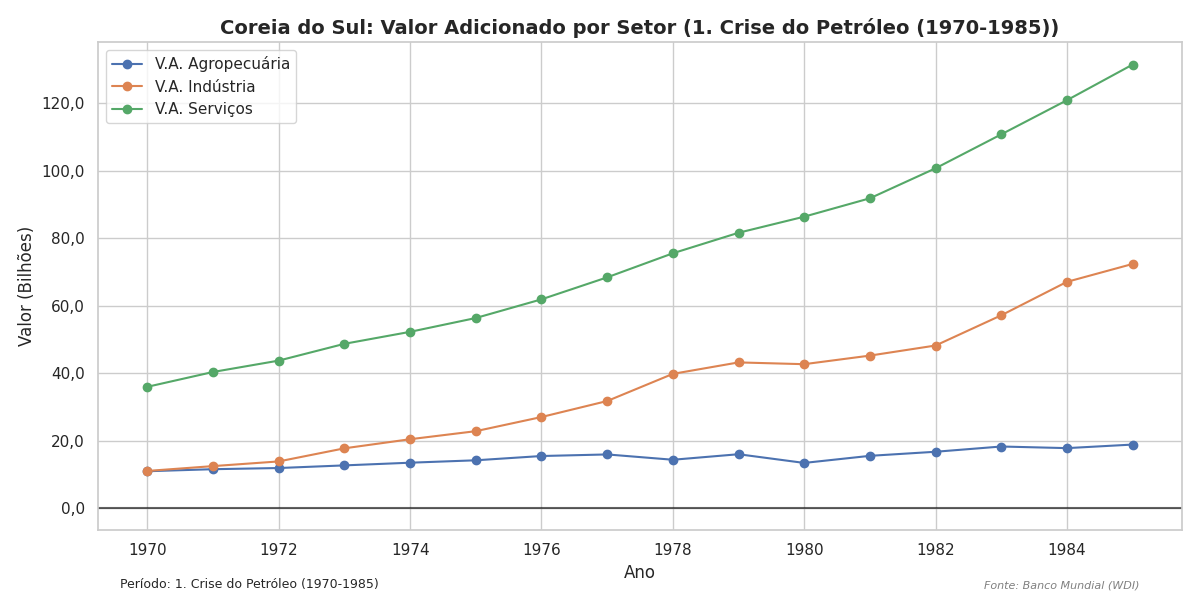 Coreia do Sul: Valor Adicionado por Setor (1. Crise do Petróleo (1970-1985))
V.A. Agropecuária
V.A. Indústria
V.A. Serviços
Valor (Bilhões)
120,0
100,0
80,0
60,0
40,0
20,0
0,0
1970 1972 1974 1976 1978 1980 1982 1984
Ano
Período: 1. Crise do Petróleo (1970-1985)
Fonte: Banco Mundial (WDI)